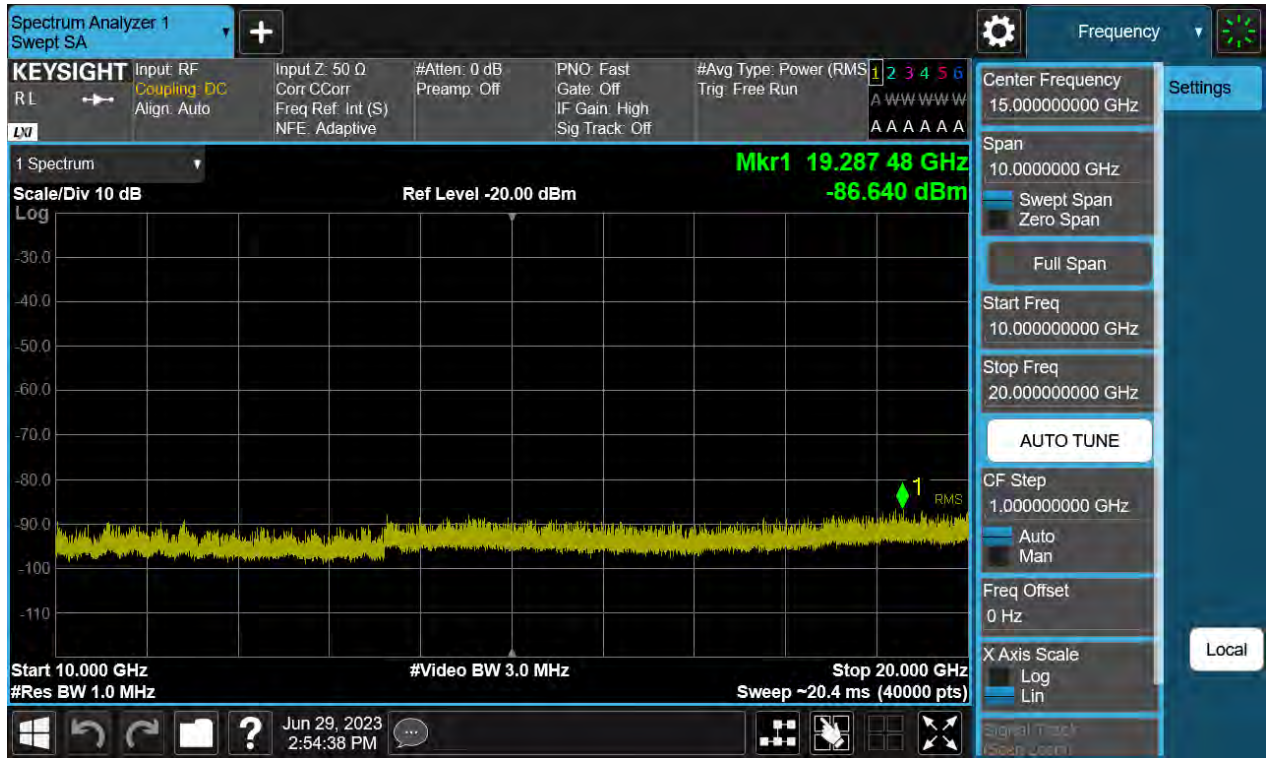 Spectrum Analyzer 1
Swept SA
+
Frequency
KEYSIGHT
RL
LXI
Input: RF
Coupling: DC
Align: Auto
Input Z: 50 Ω
Corr CCorr
Freq Ref: Int (S)
NFE: Adaptive
#Atten: 0 dB
Preamp: Off
PNO: Fast
Gate: Off
IF Gain: High
Sig Track: Off
#Avg Type: Power (RMS
Trig: Free Run
1 2 3 4 5 6
A W W W W W
A A A A A A
1 Spectrum
Mkr1 19.287 48 GHz
Scale/Div 10 dB
Ref Level -20.00 dBm
-86.640 dBm
Log
-30.0
-40.0
-50.0
-60.0
-70.0
-80.0
-90.0
-100
-110
1
RMS
Start 10.000 GHz
#Video BW 3.0 MHz
Stop 20.000 GHz
#Res BW 1.0 MHz
Sweep ~20.4 ms (40000 pts)
?
Jun 29, 2023
2:54:38 PM
Center Frequency
15.000000000 GHz
Settings
Span
10.0000000 GHz
Swept Span
Zero Span
Full Span
Start Freq
10.000000000 GHz
Stop Freq
20.000000000 GHz
AUTO TUNE
CF Step
1.000000000 GHz
Auto
Man
Freq Offset
0 Hz
X Axis Scale
Log
Lin
Local
Signal Track
(Span Zoom)